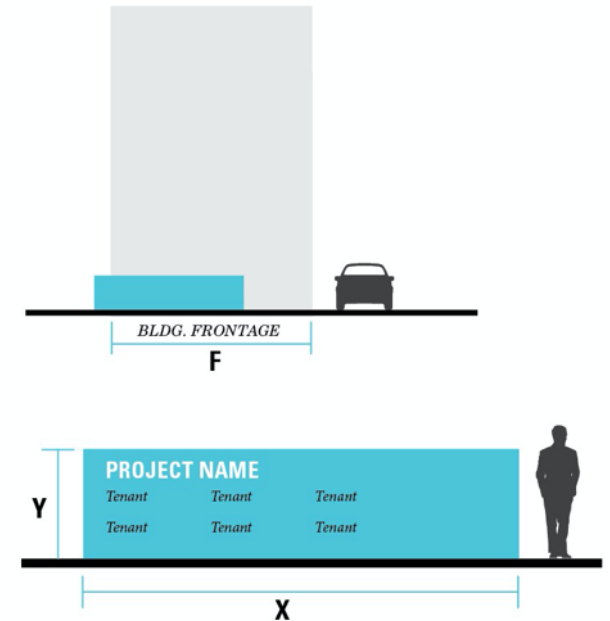 BLDG. FRONTAGE
F
PROJECT NAME
Tenant Tenant Tenant
Y
Tenant Tenant Tenant
X